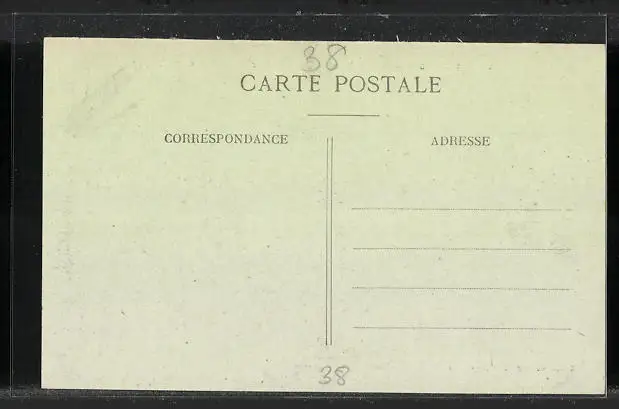 38
CARTE POSTALE
CORRESPONDANCE
ADRESSE
38